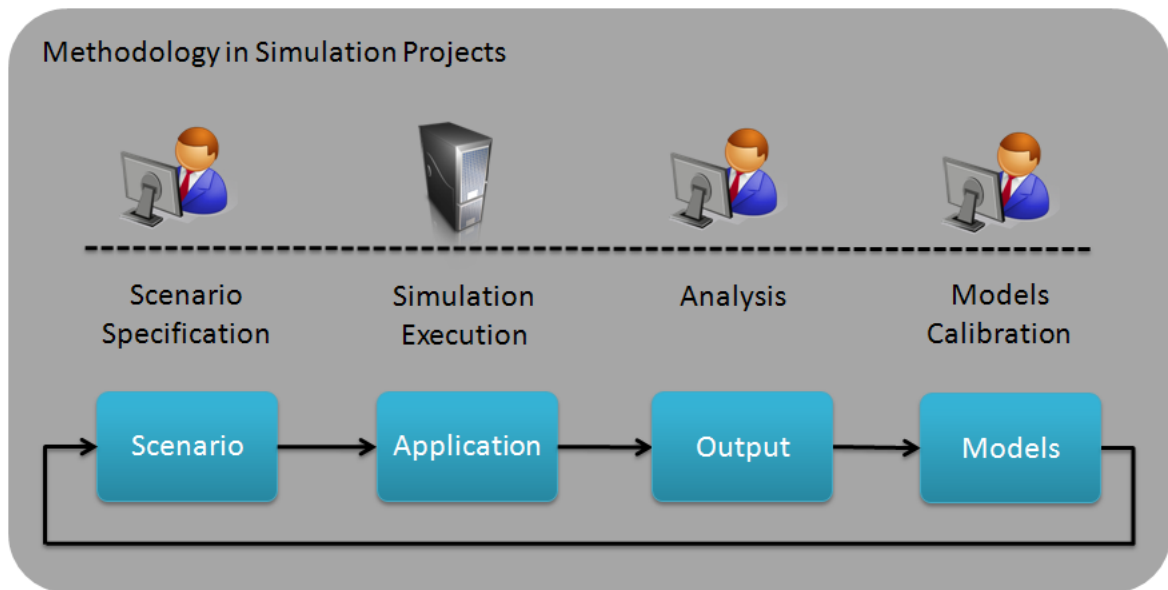 Methodology in Simulation Projects
Scenario
Specification
Simulation
Execution
Analysis
Models
Calibration
Scenario
Application
Output
Models